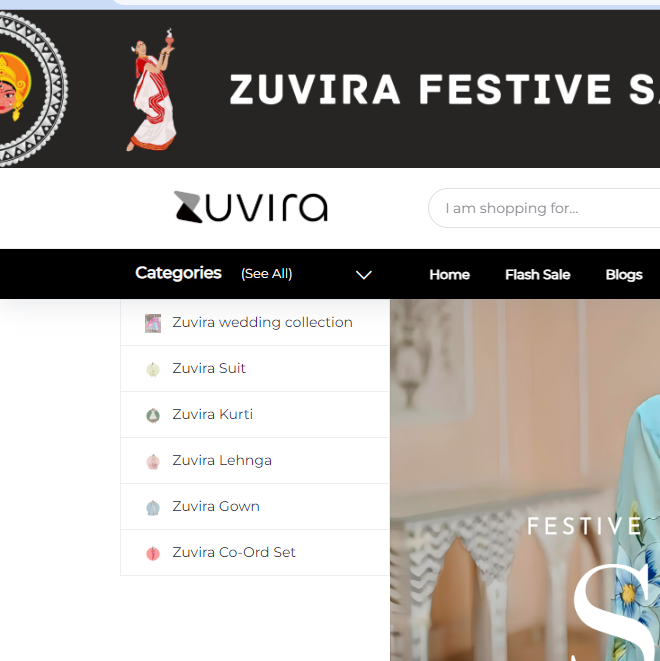 ZUVIRA FESTIVE
zuvira
I am shopping for...
Categories (See All)
Home Flash Sale Blogs
Zuvira wedding collection
Zuvira Suit
Zuvira Kurti
Zuvira Lehnga
Zuvira Gown
Zuvira Co-Ord Set
FESTIVE
S